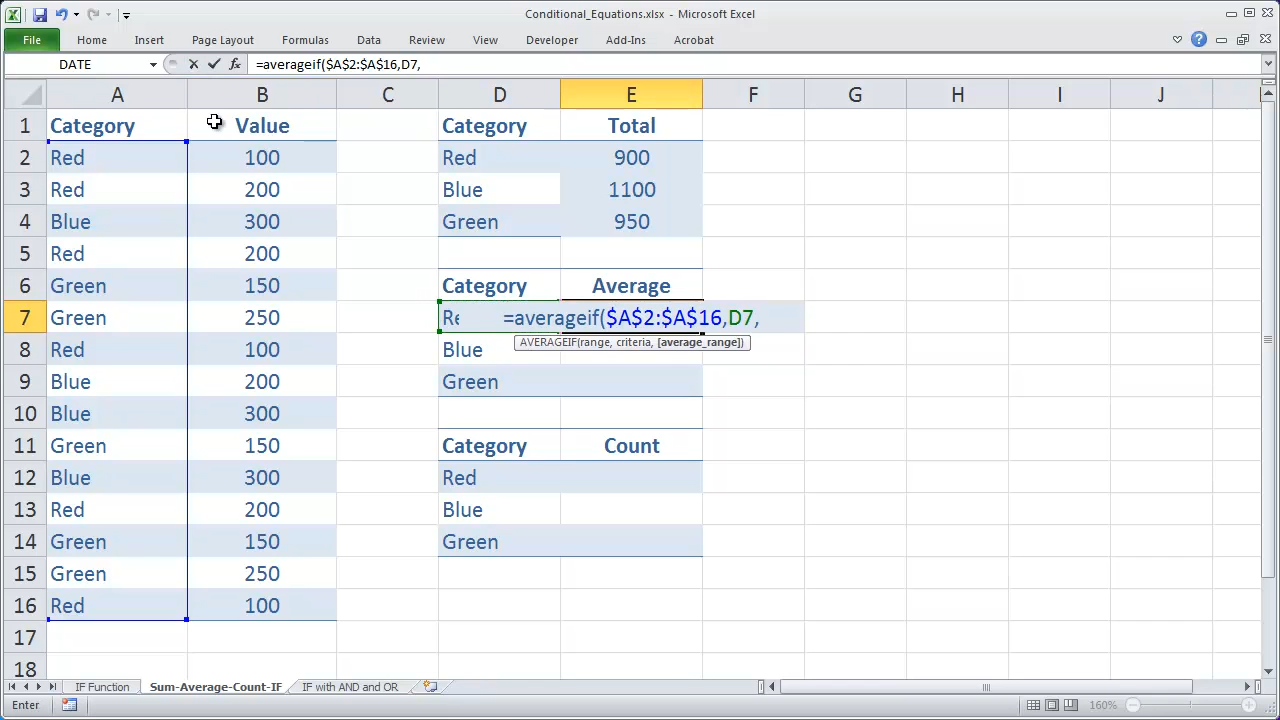 Conditional_Equations.xlsx - Microsoft Excel
File Home Insert Page Layout Formulas Data Review View Developer Add-Ins Acrobat
DATE =averageif($A$2:$A$16,D7,
A B C D E F G H I J
1 Category Value Category Total
2 Red 100 Red 900
3 Red 200 Blue 1100
4 Blue 300 Green 950
5 Red 200
6 Green 150 Category Average
7 Green 250 Re =averageif($A$2:$A$16,D7,
AVERAGEIF(range, criteria, [average_range])
8 Red 100 Blue
9 Blue 200 Green
10 Blue 300
11 Green 150 Category Count
12 Blue 300 Red
13 Red 200 Blue
14 Green 150 Green
15 Green 250
16 Red 100
17
18
IF Function Sum-Average-Count-IF IF with AND and OR
Enter 160%